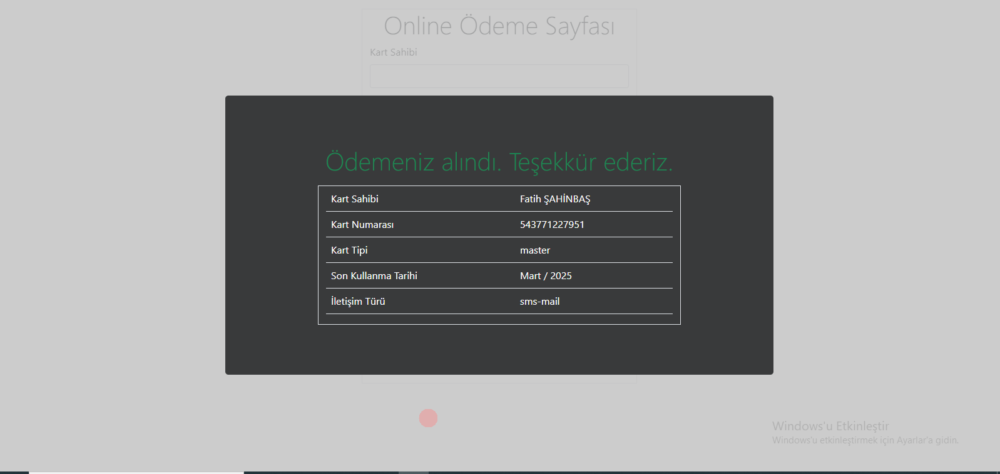 Online Ödeme Sayfası
Kart Sahibi
Ödemeniz alındı. Teşekkür ederiz.
Kart Sahibi Fatih ŞAHİNBAŞ
Kart Numarası 543771227951
Kart Tipi master
Son Kullanma Tarihi Mart / 2025
İletişim Türü sms-mail
Windows'u Etkinleştir
Windows'u etkinleştirmek için Ayarlar'a gidin.